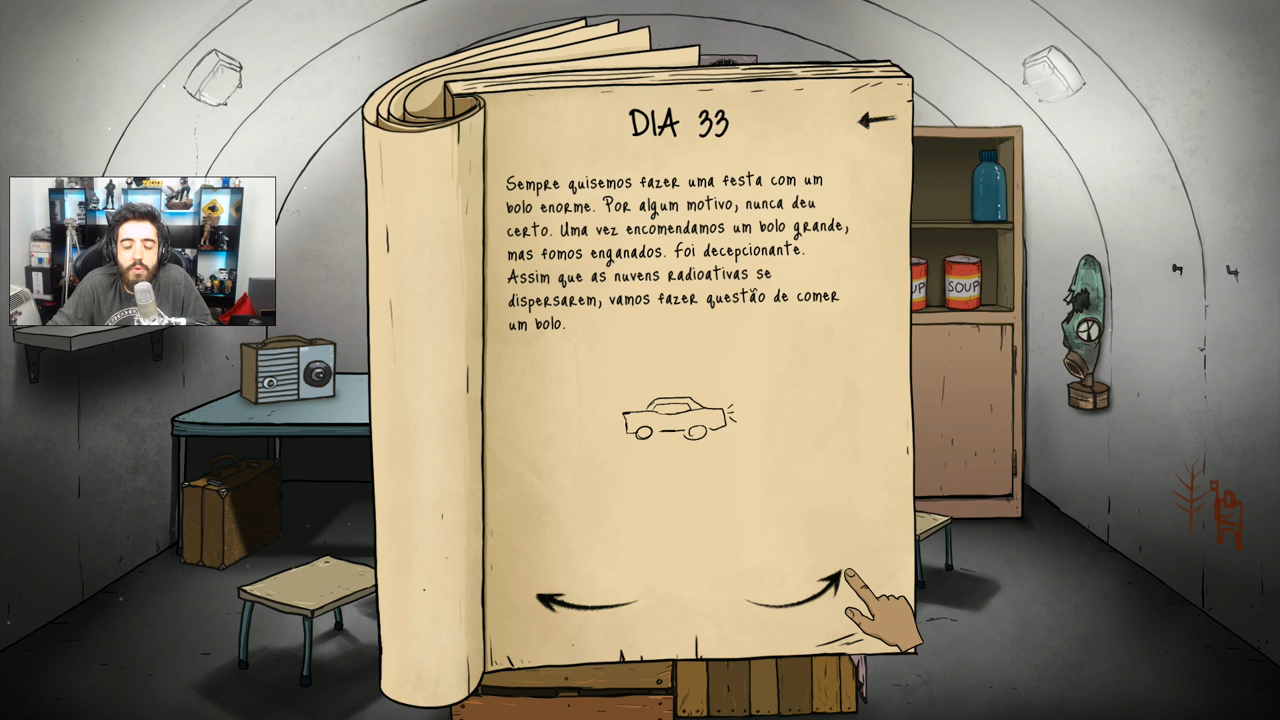 DIA 33
Sempre quisemos fazer uma festa com um
bolo enorme. Por algum motivo, nunca deu
certo. Uma vez encomendamos um bolo grande,
mas fomos enganados. Foi decepcionante.
Assim que as nuvens radioativas se
dispersarem, vamos fazer questão de comer
um bolo.
UP
SOUP